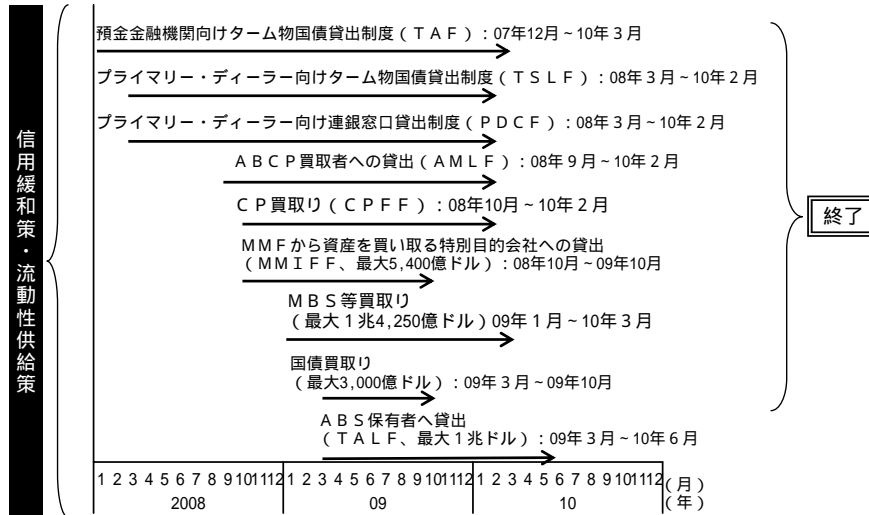 預金金融機関向けターム物国債貸出制度(TAF):07年12月~10年3月
プライマリー・ディーラー向けターム物国債貸出制度(TSLF):08年3月~10年2月
プライマリー・ディーラー向け連銀窓口貸出制度(PDCF):08年3月~10年2月
ABCP買取者への貸出(AMLF):08年9月~10年2月
CP買取り(CPFF):08年10月~10年2月
MMFから資産を買い取る特別目的会社への貸出
(MMIFF、最大5,400億ドル):08年10月~09年10月
MBS等買取り
(最大1兆4,250億ドル)09年1月~10年3月
国債買取り
(最大3,000億ドル):09年3月~09年10月
ABS保有者へ貸出
(TALF、最大1兆ドル):09年3月~10年6月
信用緩和策・流動性供給策
終了
1 2 3 4 5 6 7 8 9 10 11 12 1 2 3 4 5 6 7 8 9 10 11 12 1 2 3 4 5 6 7 8 9 10 11 12 (月)
2008 09 10 (年)